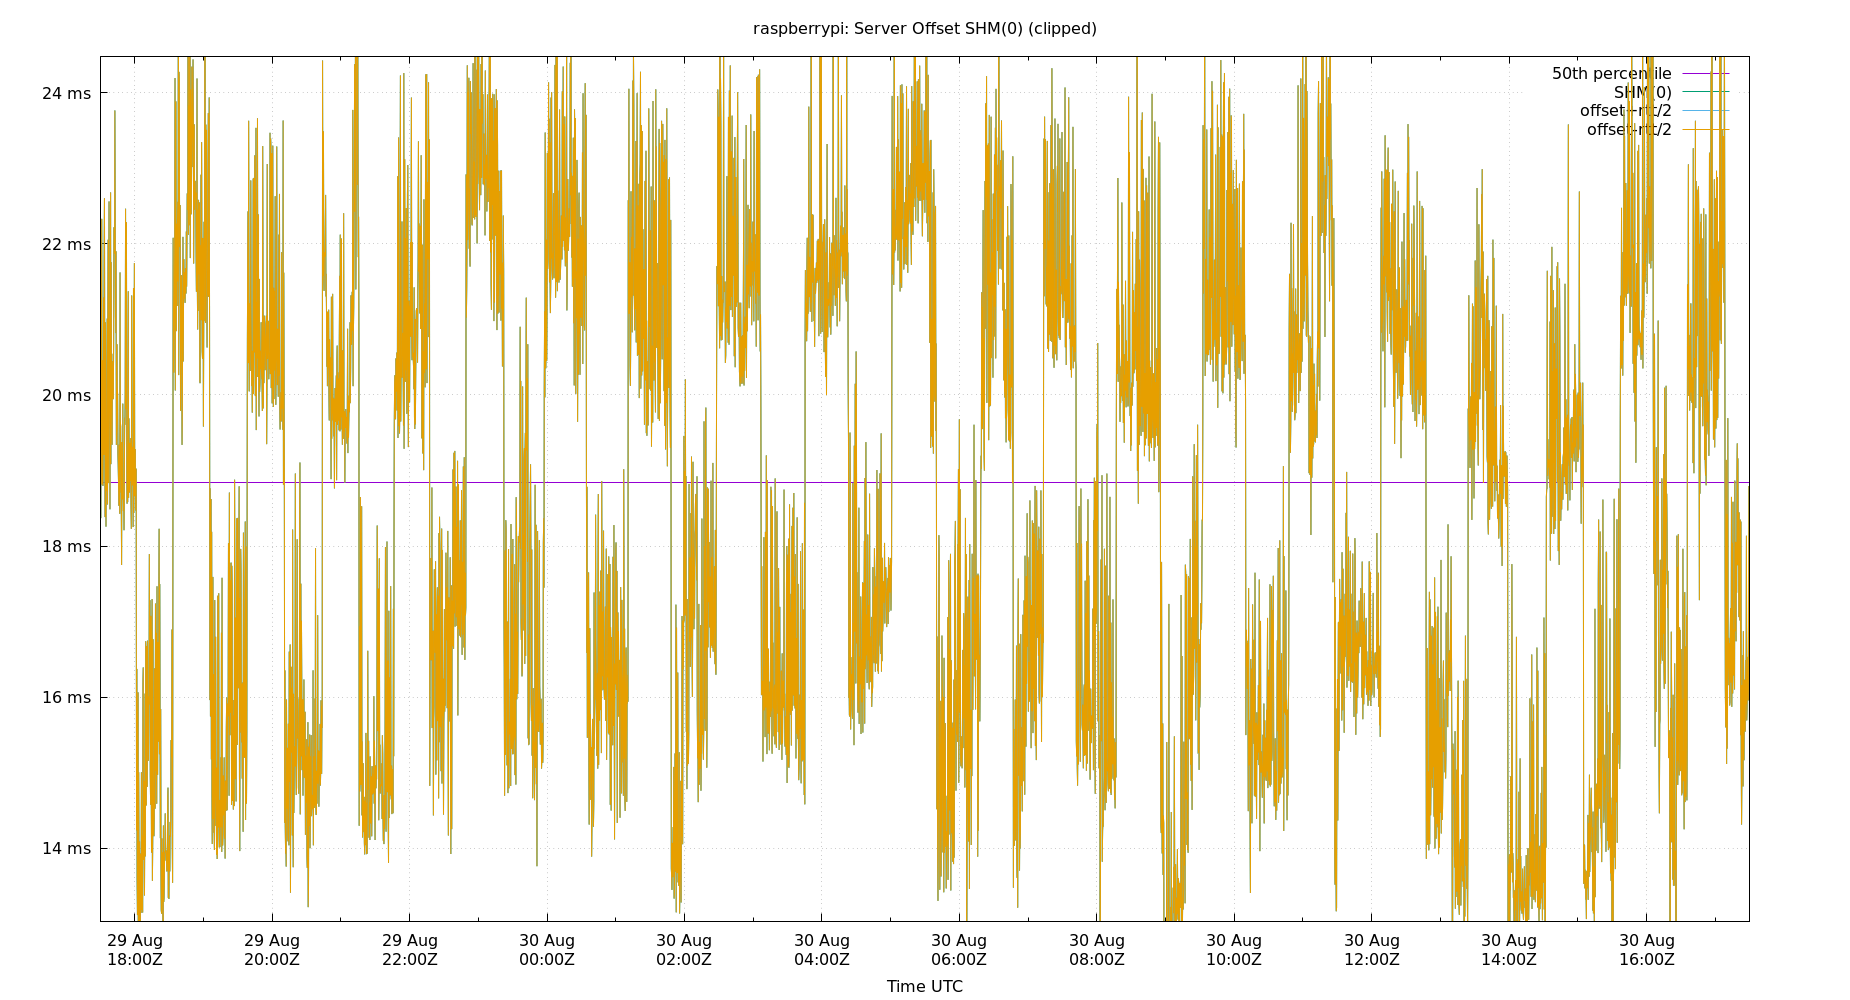 raspberrypi: Server Offset SHM(0) (clipped)
50th percentile
SHM(0)
offset+rtt/2
offset-rtt/2
24 ms
22 ms
20 ms
18 ms
16 ms
14 ms
29 Aug 29 Aug 29 Aug 30 Aug 30 Aug 30 Aug 30 Aug 30 Aug 30 Aug 30 Aug 30 Aug 30 Aug
18:00Z 20:00Z 22:00Z 00:00Z 02:00Z 04:00Z 06:00Z 08:00Z 10:00Z 12:00Z 14:00Z 16:00Z
Time UTC